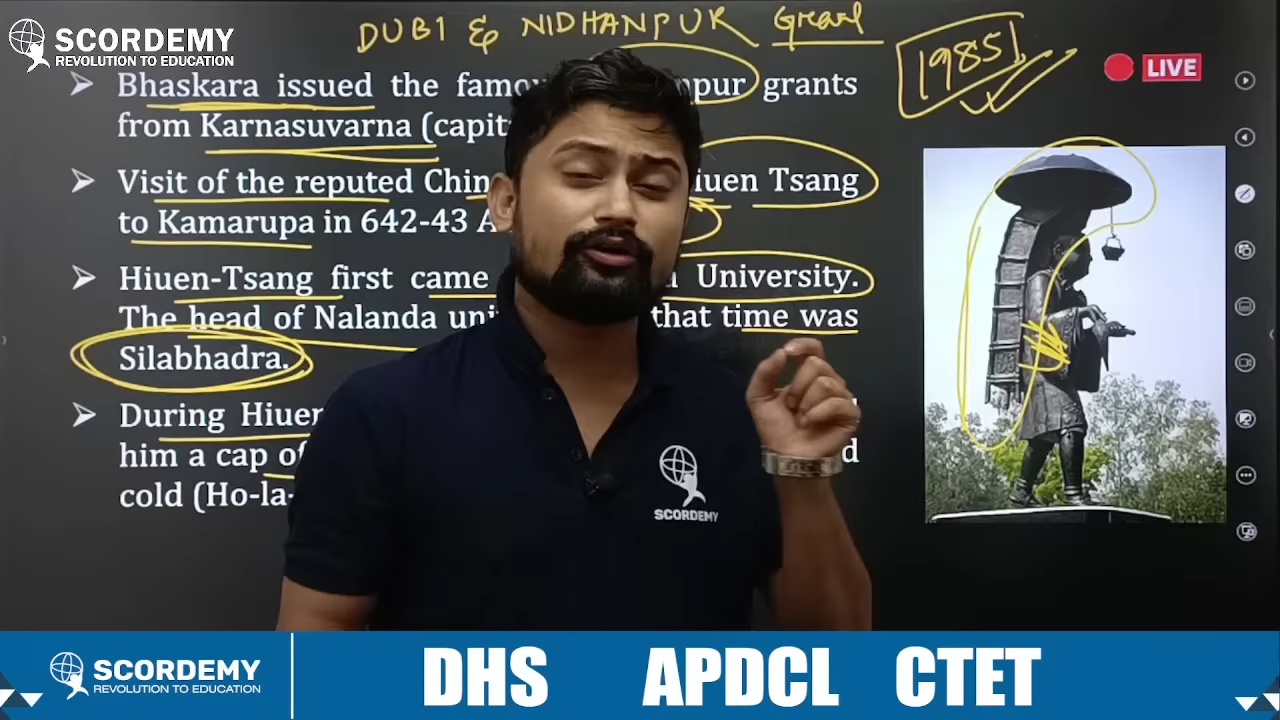 SCORDEMY
REVOLUTION TO EDUCATION
DUBI & NIDHANPUR Grant
1985
LIVE
Bhaskara issued the famo npur grants
from Karnasuvarna (capit
Visit of the reputed Chin iuen Tsang
to Kamarupa in 642-43 A
Hiuen-Tsang first came University.
The head of Nalanda uni that time was
Silabhadra.
During Hiuen
him a cap of d
cold (Ho-la-
SCORDEMY
SCORDEMY
REVOLUTION TO EDUCATION
DHS APDCL CTET